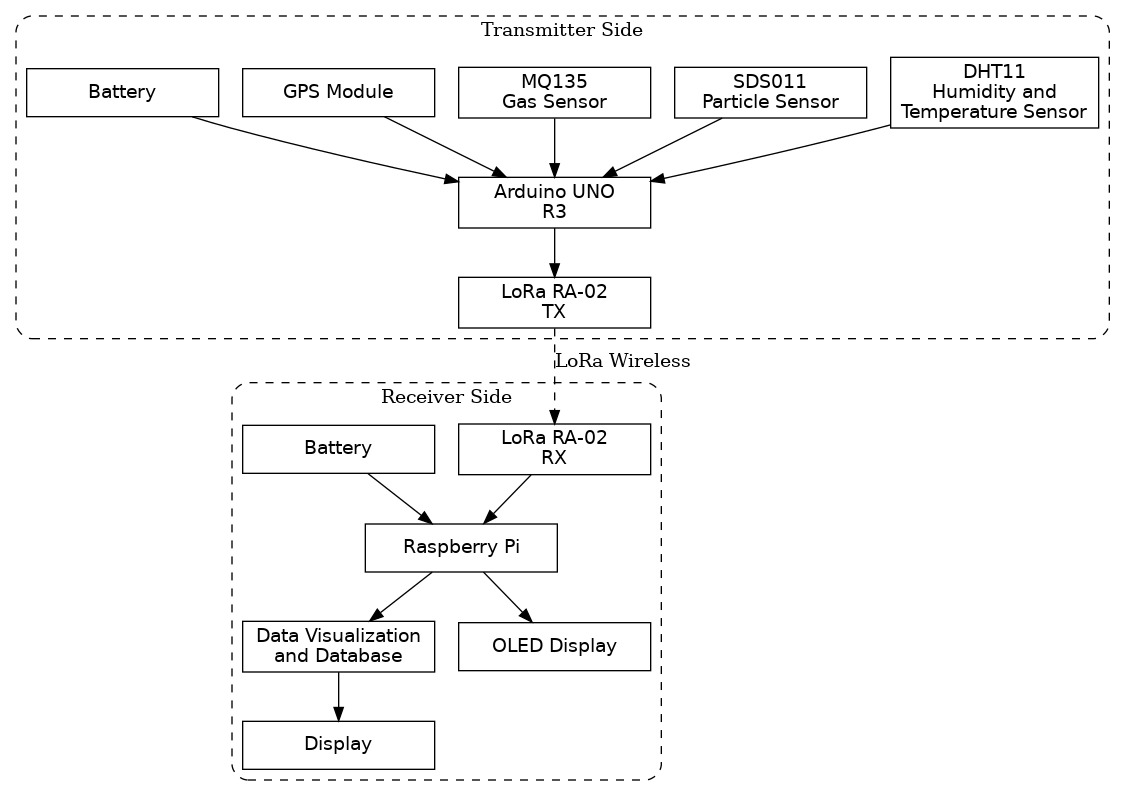 Transmitter Side
Battery
GPS Module
MQ135
Gas Sensor
SDS011
Particle Sensor
DHT11
Humidity and
Temperature Sensor
Arduino UNO
R3
LoRa RA-02
TX
LoRa Wireless
Receiver Side
Battery
LoRa RA-02
RX
Raspberry Pi
Data Visualization
and Database
OLED Display
Display